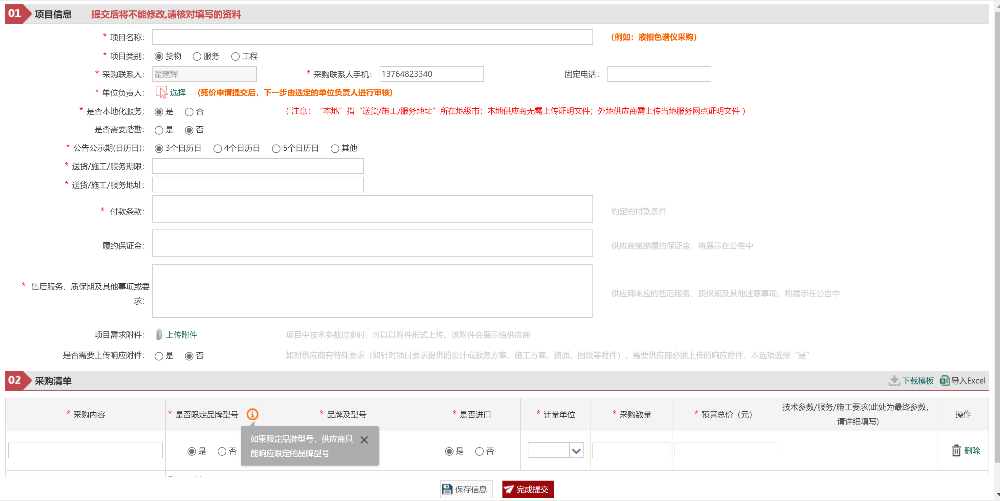 01 项目信息 提交后将不能修改,请核对填写的资料
* 项目名称： (例如：液相色谱仪采购)
* 项目类别： 货物 服务 工程
* 采购联系人： 翟建辉 * 采购联系人手机： 13764823340 固定电话：
* 单位负责人： 选择 (竞价申请提交后，下一步由选定的单位负责人进行审核)
* 是否本地化服务： 是 否 （ 注意： “本地”指“送货/施工/服务地址”所在地级市；本地供应商无需上传证明文件；外地供应商需上传当地服务网点证明文件 ）
是否需要踏勘： 是 否
* 公告公示期(日历日)： 3个日历日 4个日历日 5个日历日 其他
* 送货/施工/服务期限：
* 送货/施工/服务地址：
* 付款条款： 约定的付款条件
履约保证金： 供应商缴纳履约保证金，将展示在公告中
* 售后服务、质保期及其他事项或要
求： 供应商响应的售后服务、质保期及其他注意事项，将展示在公告中
项目需求附件： 上传附件 项目中技术参数过多时，可以以附件形式上传。该附件会展示给供应商
是否需要上传响应附件： 是 否 如对供应商有特殊要求（如针对项目要求提供的设计或服务方案，施工方案、资质、图纸等附件），需要供应商必须上传的响应附件，本选项选择“是”
02 采购清单 下载模板 导入Excel
* 采购内容 * 是否限定品牌型号 * 品牌及型号 * 是否进口 * 计量单位 * 采购数量 * 预算总价（元） 技术参数/服务/施工要求(此处为最终参数，
请详细填写) 操作
如果限定品牌型号，供应商只
能响应限定的品牌型号
是 否 是 否 删除
保存信息 完成提交